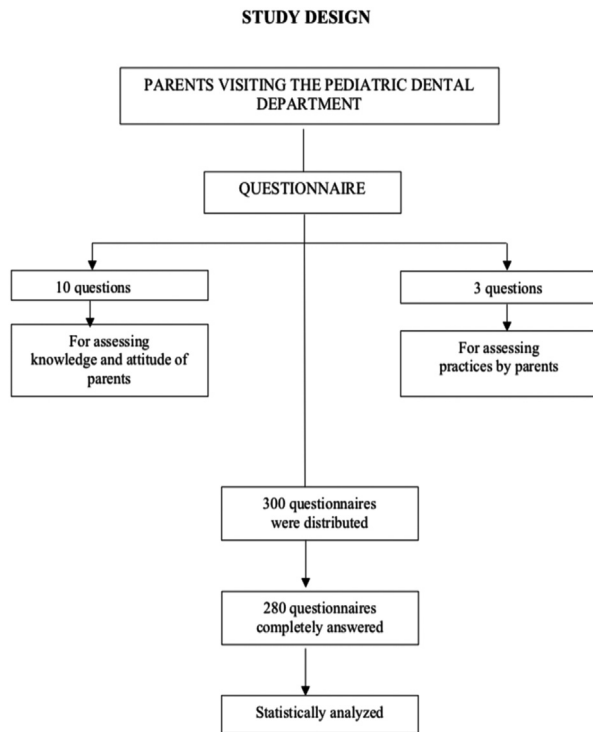 STUDY DESIGN
PARENTS VISITING THE PEDIATRIC DENTAL
DEPARTMENT
QUESTIONNAIRE
10 questions
3 questions
For assessing
knowledge and attitude of
parents
For assessing
practices by parents
300 questionnaires
were distributed
280 questionnaires
completely answered
Statistically analyzed